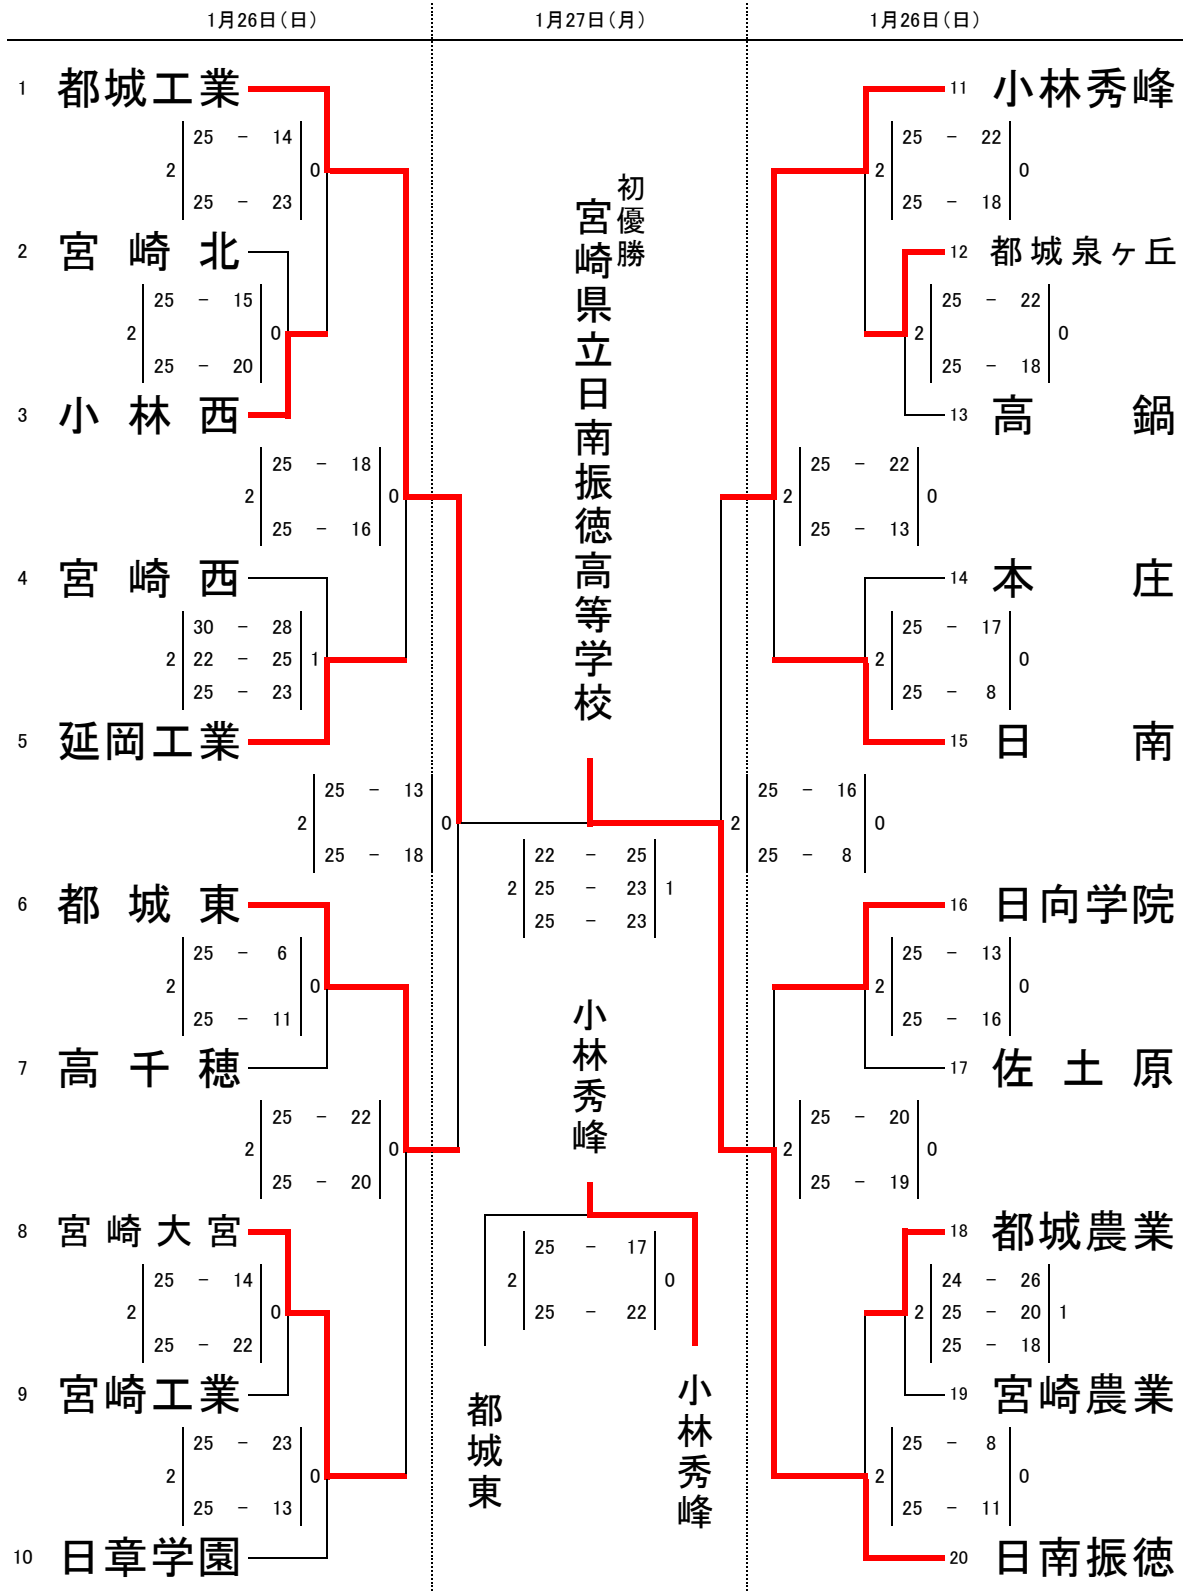 1月26日(日)
1月27日(月)
1月26日(日)
1 都城工業
25 - 14
2 0
25 - 23
2 宮崎北
25 - 15
2 0
25 - 20
3 小林西
25 - 18
2 0
25 - 16
4 宮崎西
30 - 28
2 22 - 25 1
25 - 23
5 延岡工業
25 - 13
2 0
25 - 18
6 都城東
25 - 6
2 0
25 - 11
7 高千穂
25 - 22
2 0
25 - 20
8 宮崎大宮
25 - 14
2 0
25 - 22
9 宮崎工業
25 - 23
2 0
25 - 13
10 日章学園
初優勝
宮崎県立日南振徳高等学校
22 - 25
2 25 - 23 1
25 - 23
小林秀峰
25 - 17
2 0
25 - 22
都城東
小林秀峰
11 小林秀峰
25 - 22
2 0
25 - 18
12 都城泉ヶ丘
25 - 22
2 0
25 - 18
13 高鍋
25 - 22
2 0
25 - 13
14 本庄
25 - 17
2 0
25 - 8
15 日南
25 - 16
2 0
25 - 8
16 日向学院
25 - 13
2 0
25 - 16
17 佐土原
25 - 20
2 0
25 - 19
18 都城農業
24 - 26
2 25 - 20 1
25 - 18
19 宮崎農業
25 - 8
2 0
25 - 11
20 日南振徳